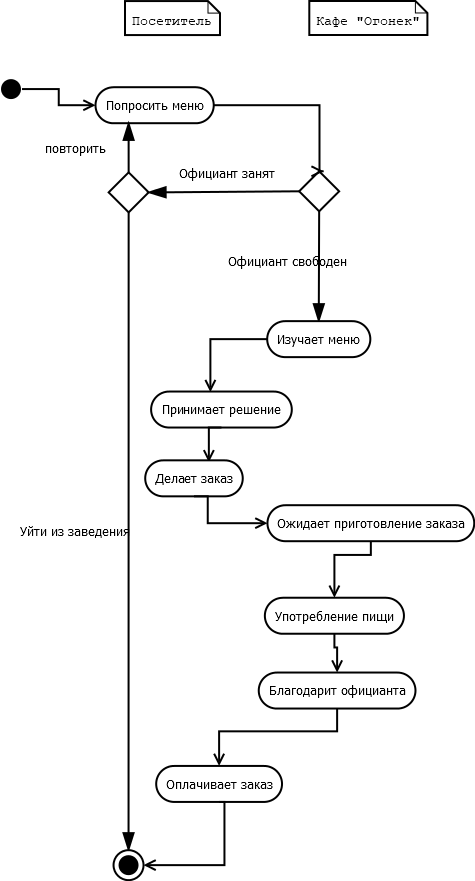 Посетитель
Кафе "Огонек"
Попросить меню
повторить
Официант занят
Официант свободен
Изучает меню
Принимает решение
Делает заказ
Ожидает приготовление заказа
Уйти из заведения
Употребление пищи
Благодарит официанта
Оплачивает заказ